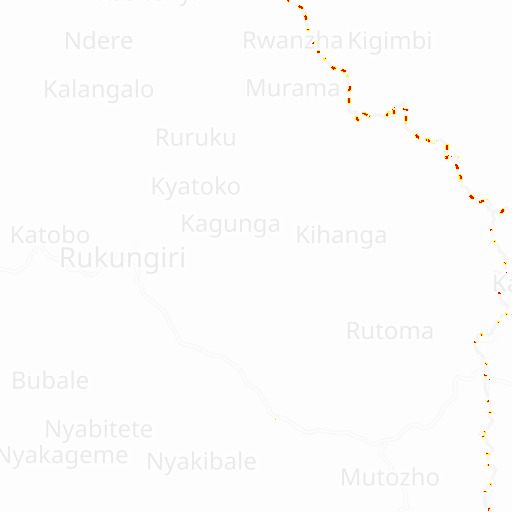 Ndere
Rwanzha
Kigimbi
Kalangalo
Murama
Ruruku
Kyatoko
Kagunga
Katobo
Kihanga
Rukungiri
Rutoma
Bubale
Nyabitete
Nyakageme
Nyakibale
Mutozho